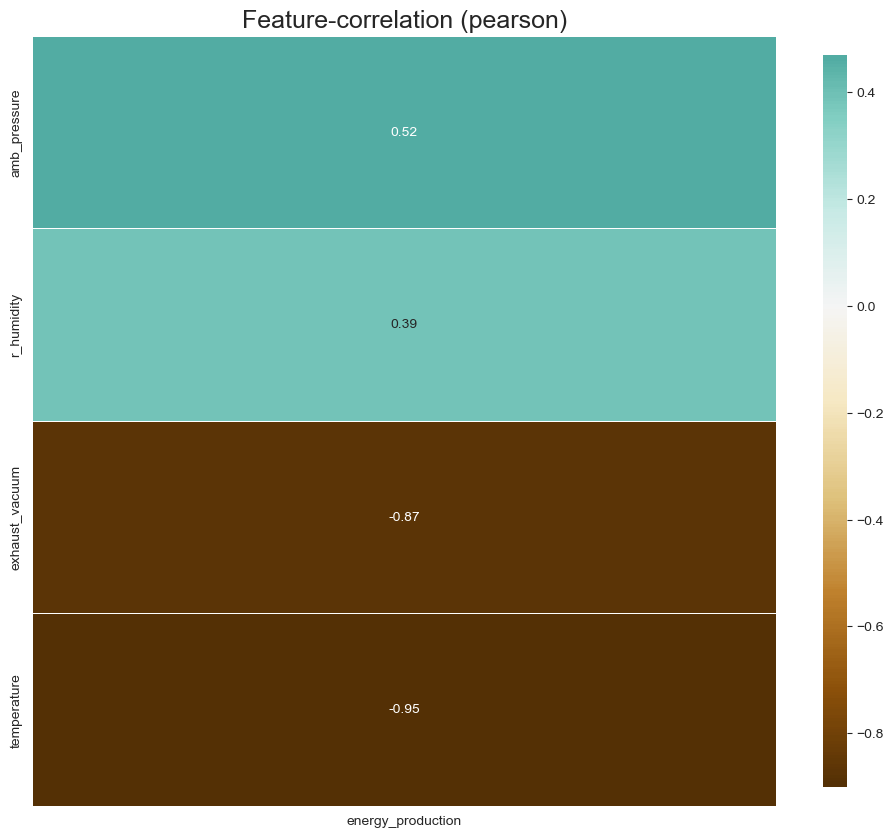 Feature-correlation (pearson)
amb_pressure
0.52
r_humidity
0.39
exhaust_vacuum
-0.87
temperature
-0.95
energy_production
0.4
0.2
0.0
−0.2
−0.4
−0.6
−0.8